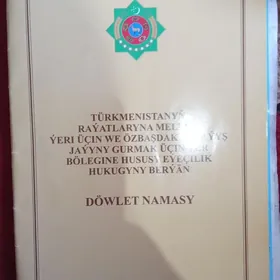 TÜRKMENISTANYŇ
RAÝATLARYNA
ÝERI ÜÇIN WE ÖZBAŞDAK
JAÝYNY GURMAK ÜÇIN
BÖLEGINE HUSUSY EÝEÇILIK
HUKUGYNY BERÝÄN
DÖWLET NAMASY